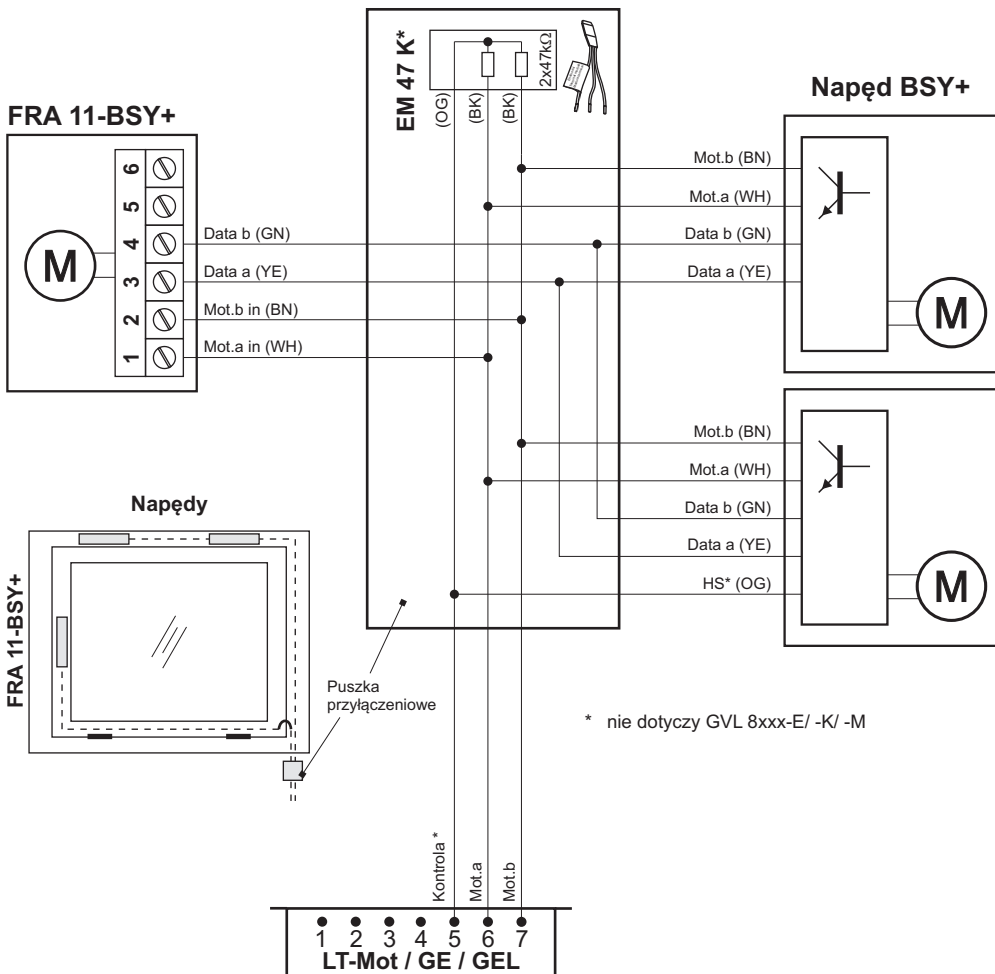 EM 47 K*
2x47kΩ
(OG)
(BK)
(BK)
FRA 11-BSY+
Napęd BSY+
6
5
4
3
2
1
M
Data b (GN)
Data a (YE)
Mot.b in (BN)
Mot.a in (WH)
Mot.b (BN)
Mot.a (WH)
Data b (GN)
Data a (YE)
M
Mot.b (BN)
Mot.a (WH)
Data b (GN)
Data a (YE)
HS* (OG)
M
Napędy
FRA 11-BSY+
Puszka
przyłączeniowe
* nie dotyczy GVL 8xxx-E/ -K/ -M
Kontrola *
Mot.a
Mot.b
1 2 3 4 5 6 7
LT-Mot / GE / GEL